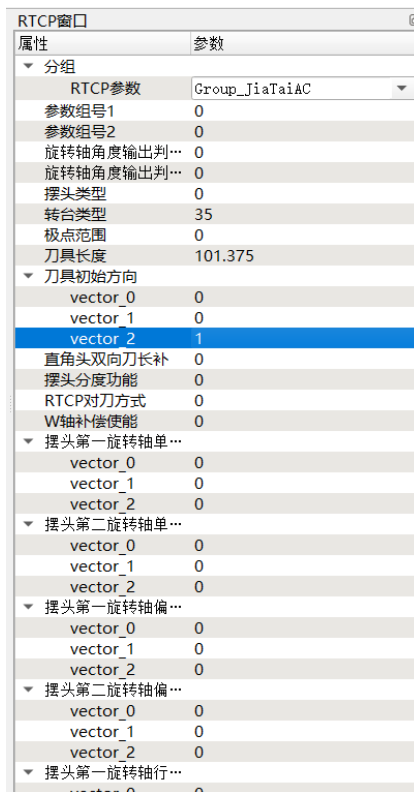 RTCP窗口
属性 参数
分组
RTCP参数 Group_JiaTaiAC
参数组号1 0
参数组号2 0
旋转轴角度输出判… 0
旋转轴角度输出判… 0
摆头类型 0
转台类型 35
极点范围 0
刀具长度 101.375
刀具初始方向
vector_0 0
vector_1 0
vector_2 1
直角头双向刀长补 0
摆头分度功能 0
RTCP对刀方式 0
W轴补偿使能 0
摆头第一旋转轴单…
vector_0 0
vector_1 0
vector_2 0
摆头第二旋转轴单…
vector_0 0
vector_1 0
vector_2 0
摆头第一旋转轴偏…
vector_0 0
vector_1 0
vector_2 0
摆头第二旋转轴偏…
vector_0 0
vector_1 0
vector_2 0
摆头第一旋转轴行…
vector_0 0